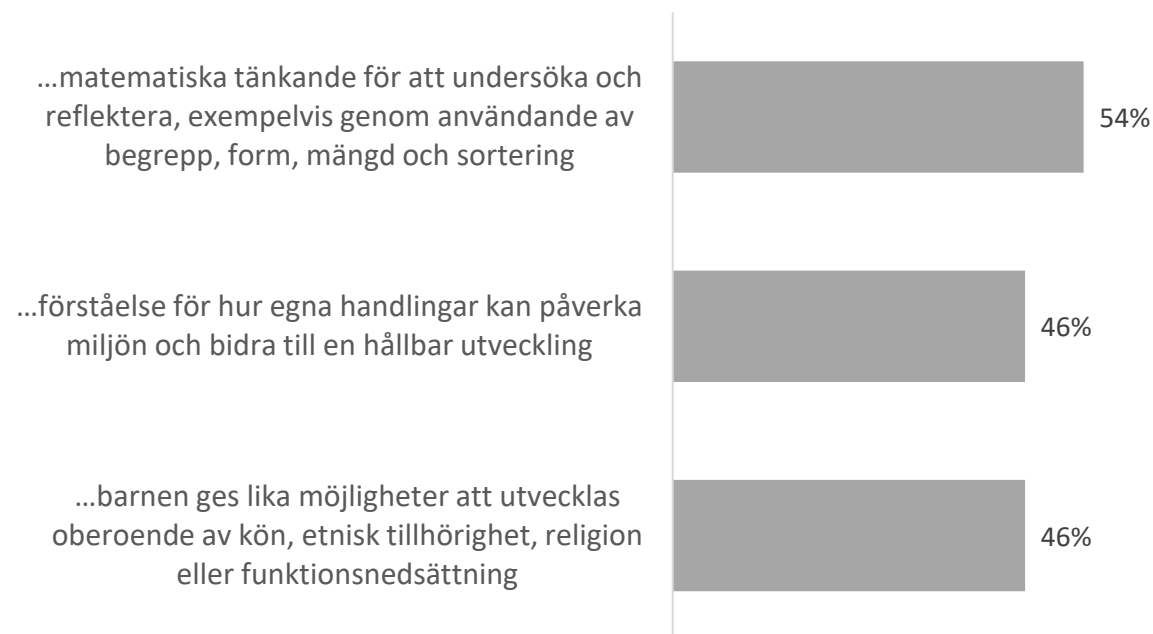 …matematiska tänkande för att undersöka och
reflektera, exempelvis genom användande av
begrepp, form, mängd och sortering
54%
…förståelse för hur egna handlingar kan påverka
miljön och bidra till en hållbar utveckling
46%
…barnen ges lika möjligheter att utvecklas
oberoende av kön, etnisk tillhörighet, religion
eller funktionsnedsättning
46%